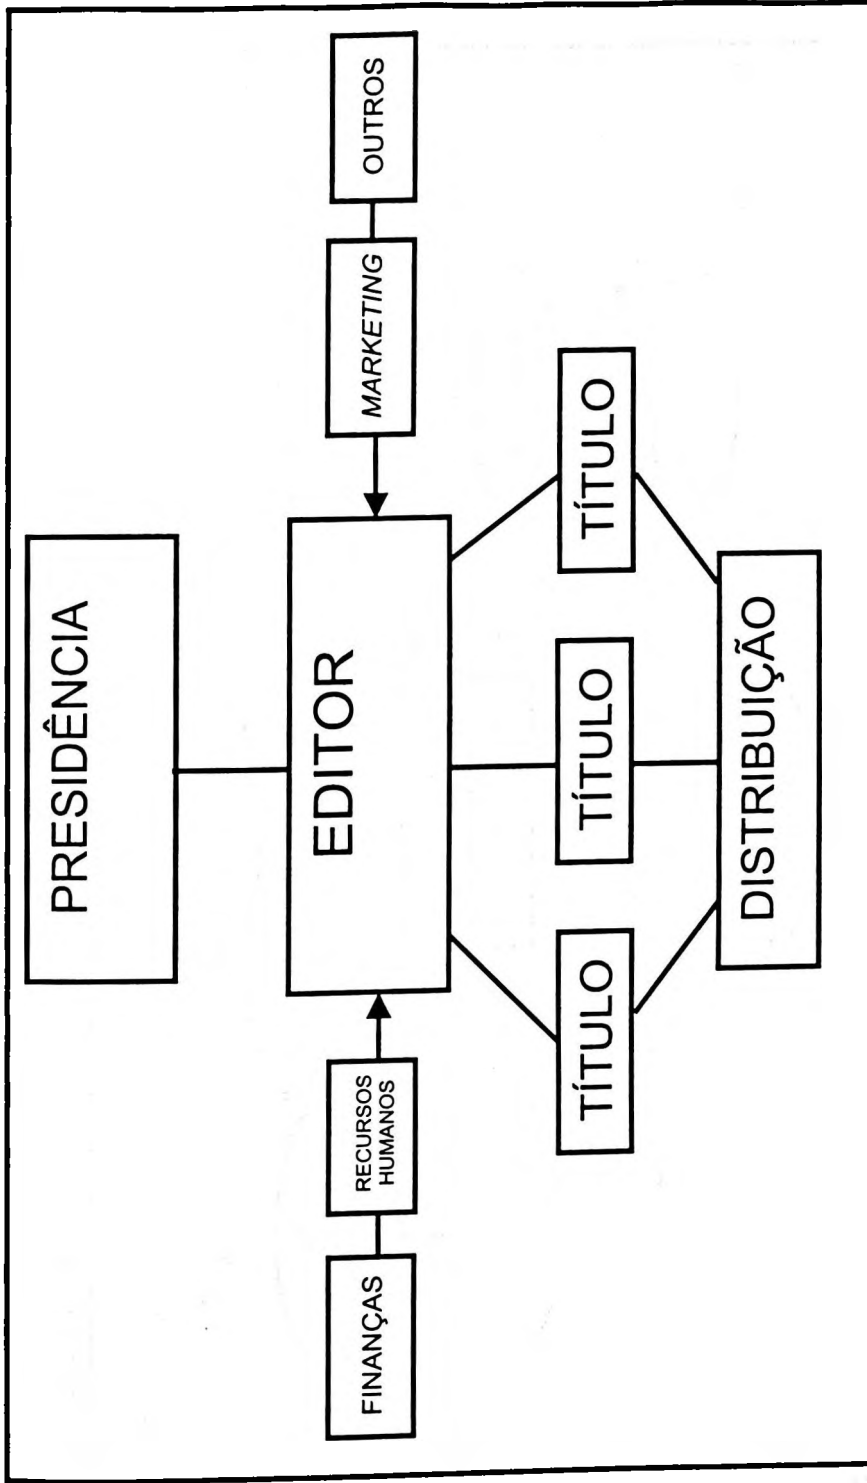 PRESIDÊNCIA
FINANÇAS
RECURSOS
HUMANOS
EDITOR
MARKETING
OUTROS
TÍTULO
TÍTULO
TÍTULO
DISTRIBUIÇÃO